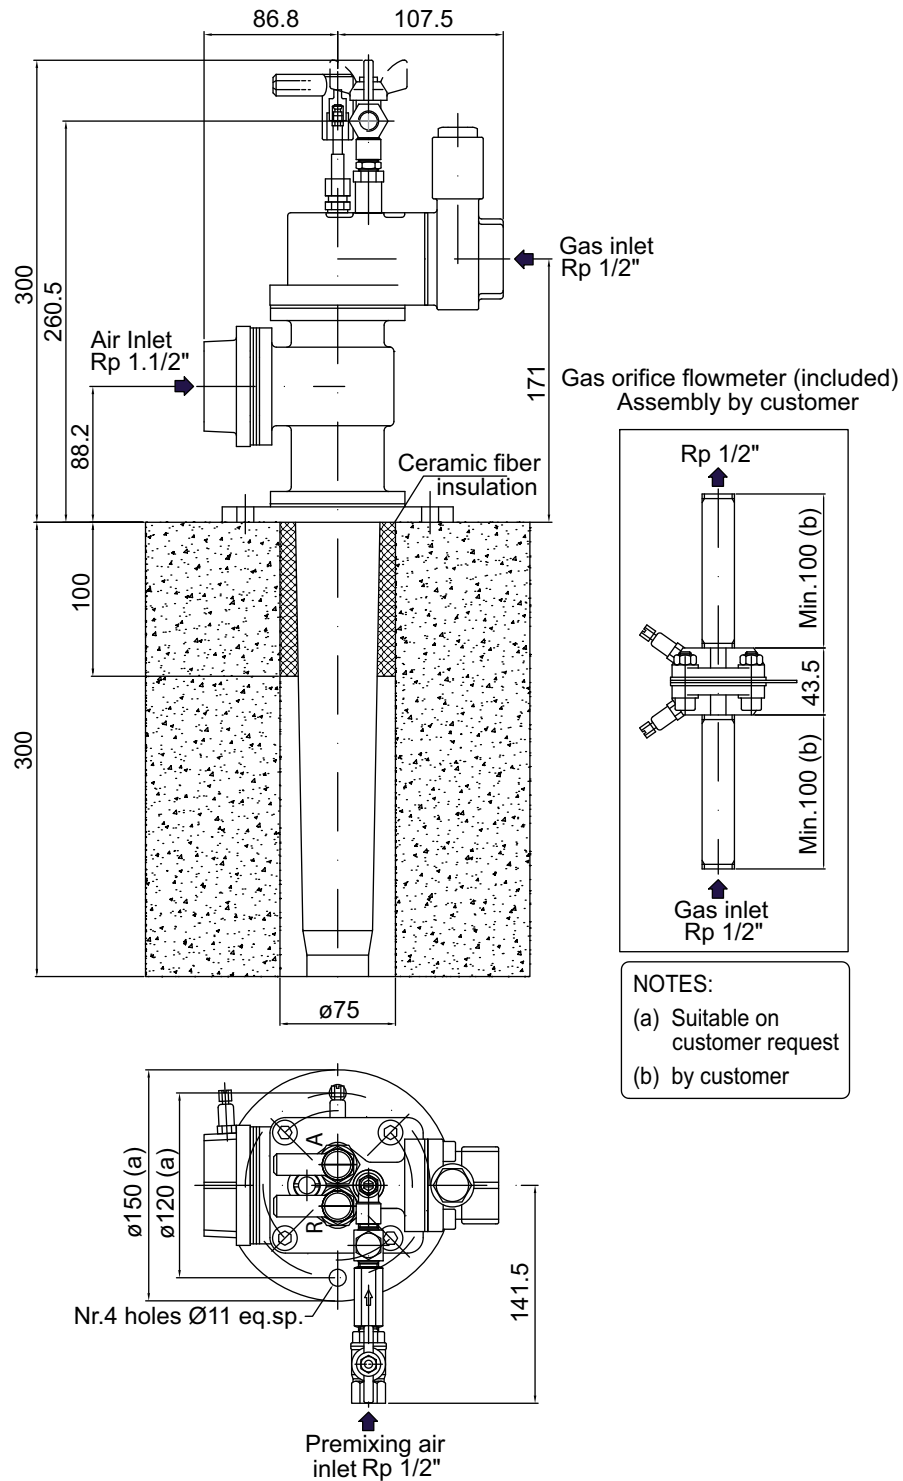 86.8
107.5
300
260.5
Gas inlet
Rp 1/2"
Air Inlet
Rp 1.1/2"
171
88.2
Gas orifice flowmeter (included)
Assembly by customer
Ceramic fiber
insulation
Rp 1/2"
Min.100 (b)
100
43.5
300
Min.100 (b)
Gas inlet
Rp 1/2"
ø75
NOTES:
(a) Suitable on
customer request
(b) by customer
ø150 (a)
ø120 (a)
A
R
141.5
Nr.4 holes Ø11 eq.sp.
Premixing air
inlet Rp 1/2"